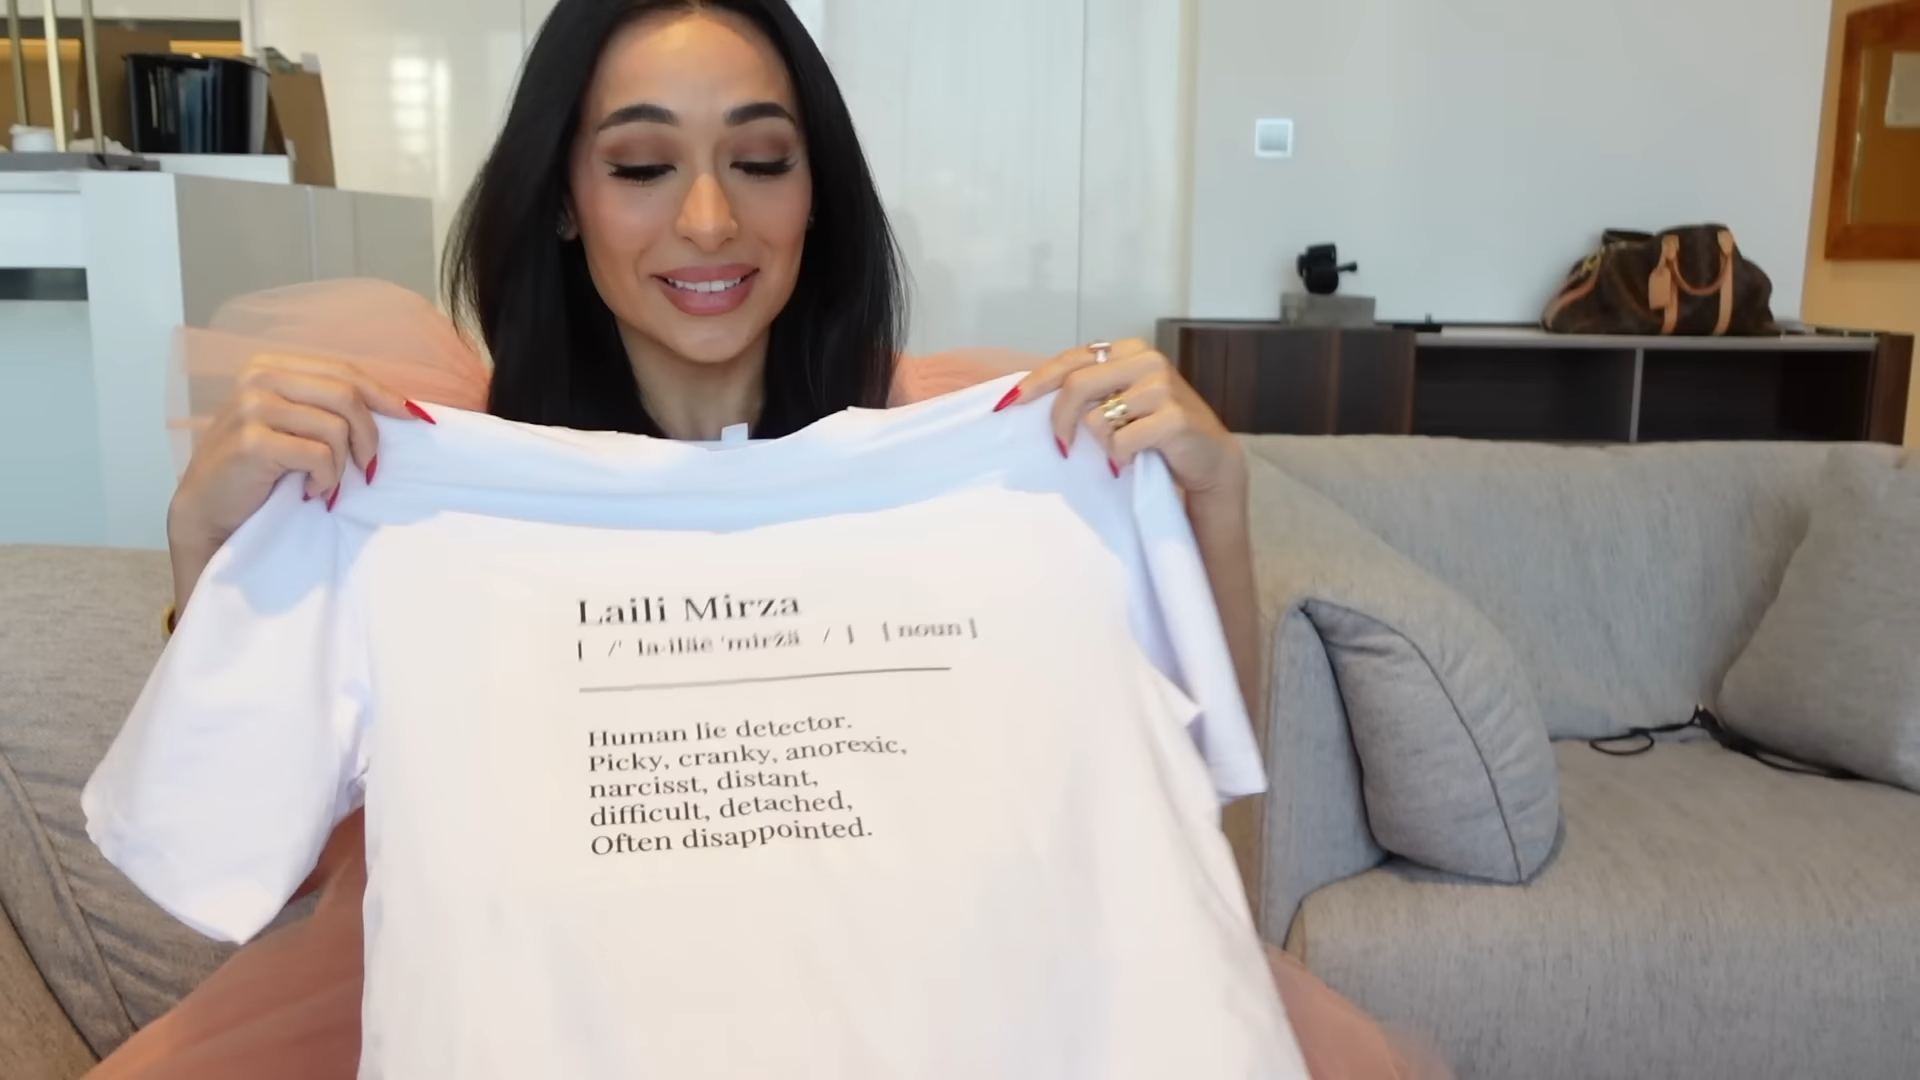 Laili Mirza
[noun]
Human lie detector.
Picky, cranky, anorexic,
narcisst, distant,
difficult, detached,
Often disappointed.